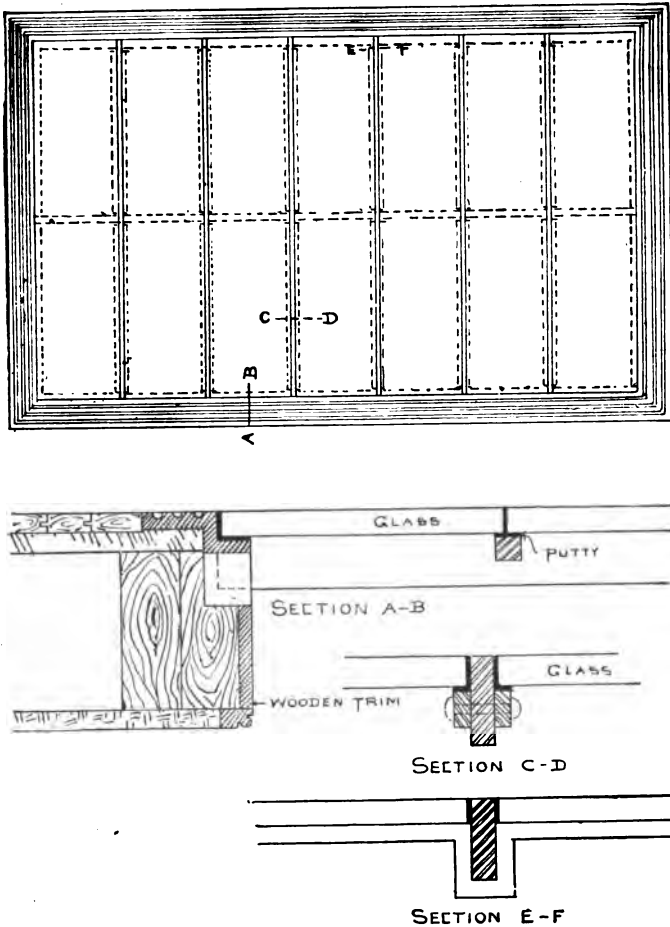 E F
C D
B
A
GLASS
PUTTY
SECTION A-B
GLASS
WOODEN TRIM
SECTION C-D
SECTION E-F